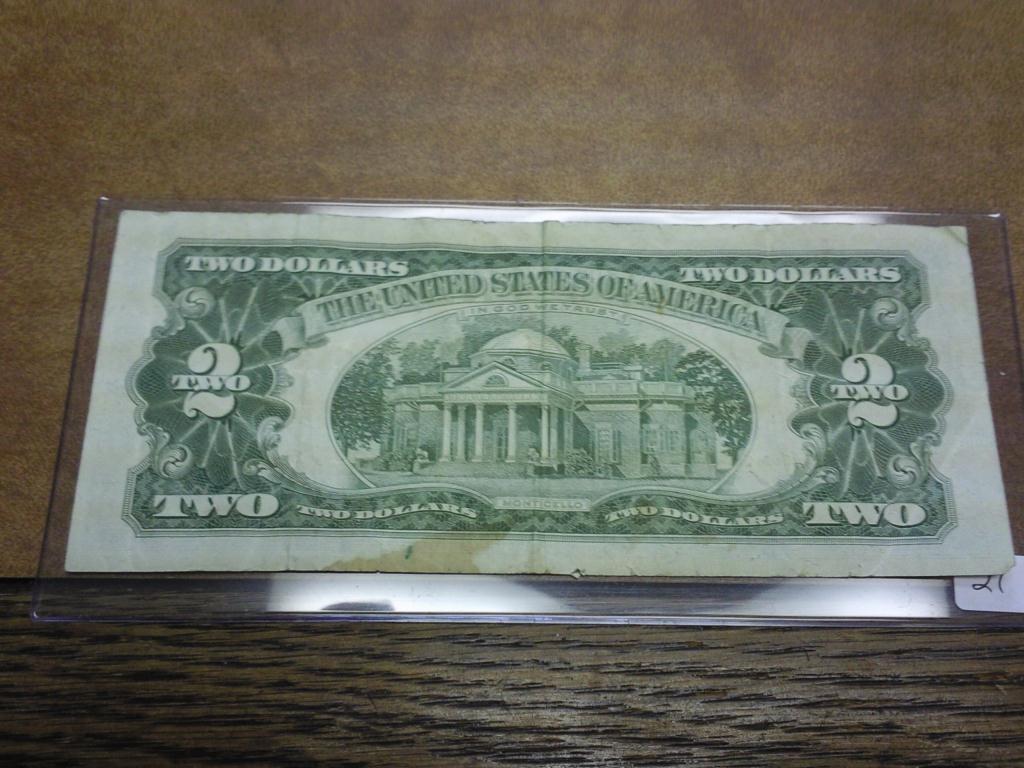 TWO DOLLARS TWO DOLLARS
THE UNITED STATES OF AMERICA
IN GOD WE TRUST
2 2
TWO TWO
MONTICELLO
TWO TWO DOLLARS TWO DOLLARS TWO
21